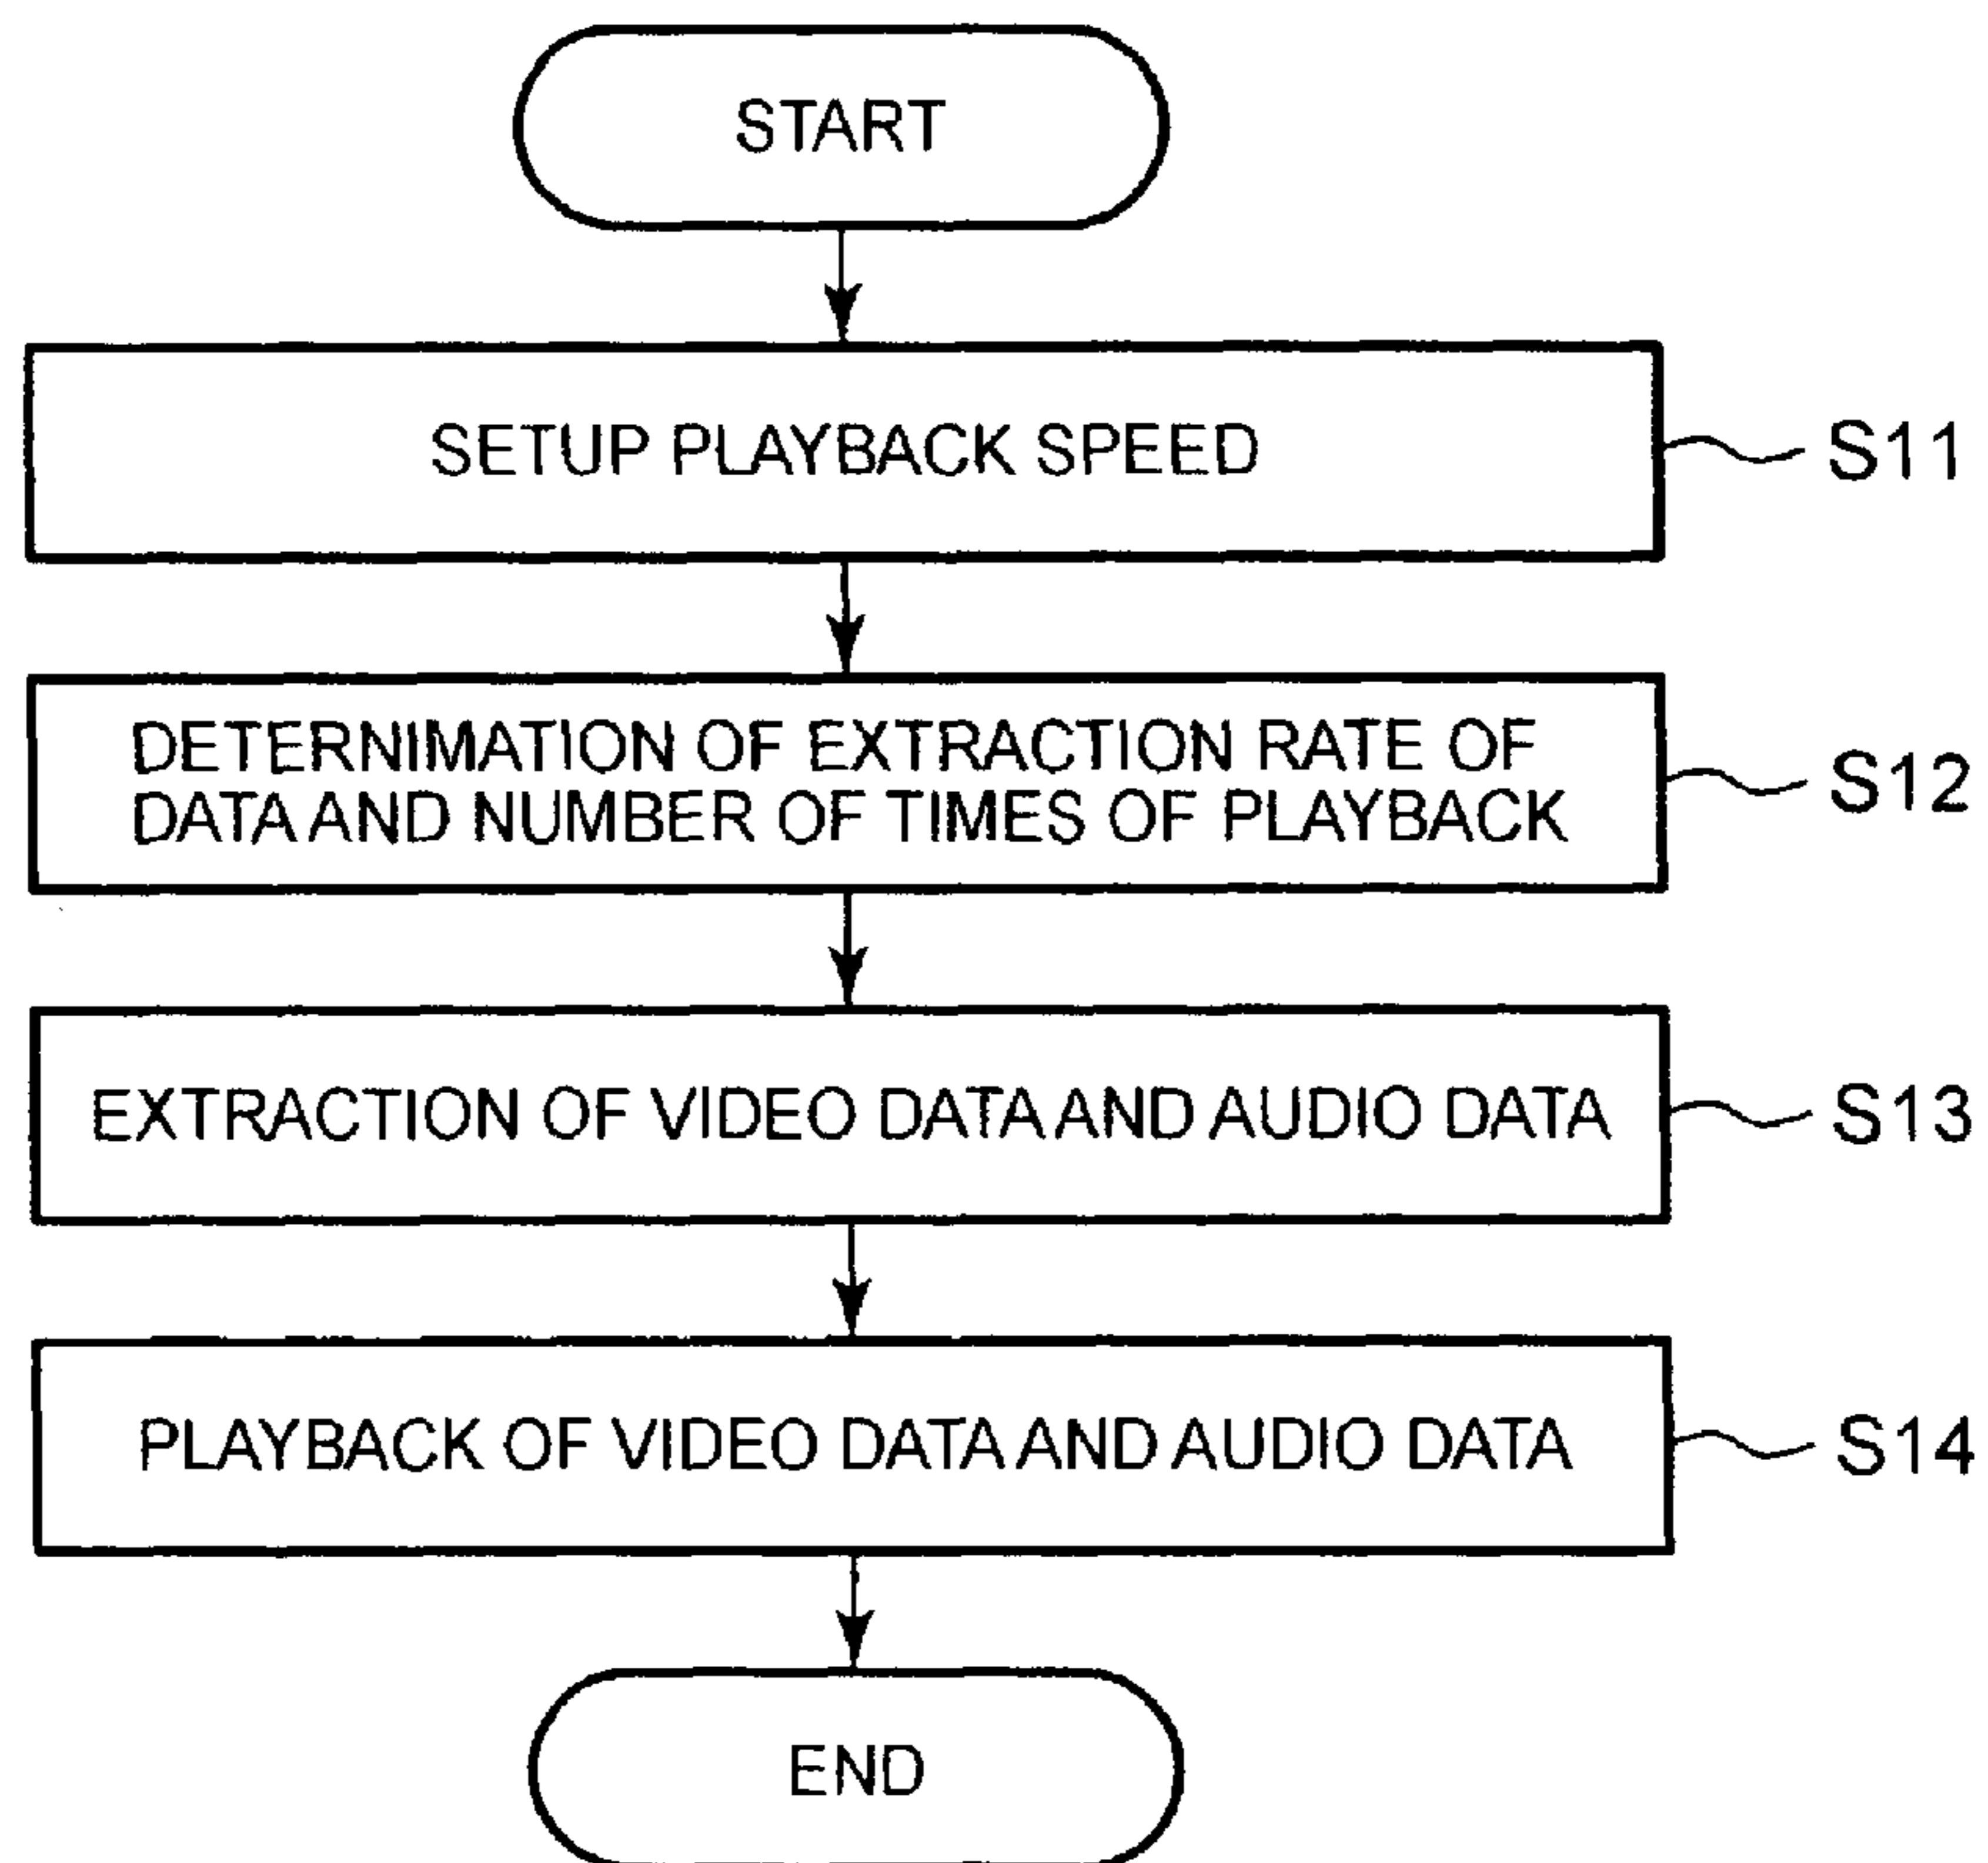 START
SETUP PLAYBACK SPEED
S11
DETERNIMATION OF EXTRACTION RATE OF
DATA AND NUMBER OF TIMES OF PLAYBACK
S12
EXTRACTION OF VIDEO DATA AND AUDIO DATA
S13
PLAYBACK OF VIDEO DATA AND AUDIO DATA
S14
END